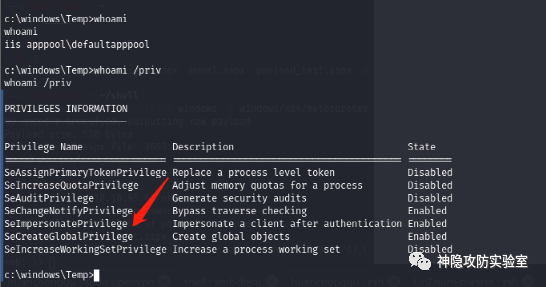 c:\windows\Temp>whoami
whoami
iis apppool\defaultapppool
c:\windows\Temp>whoami /priv
whoami /priv
PRIVILEGES INFORMATION
Privilege Name Description State
SeAssignPrimaryTokenPrivilege Replace a process level token Disabled
SeIncreaseQuotaPrivilege Adjust memory quotas for a process Disabled
SeAuditPrivilege Generate security audits Disabled
SeChangeNotifyPrivilege Bypass traverse checking Enabled
SeImpersonatePrivilege Impersonate a client after authentication Enabled
SeCreateGlobalPrivilege Create global objects Enabled
SeIncreaseWorkingSetPrivilege Increase a process working set Disabled
c:\windows\Temp>
神隐攻防实验室